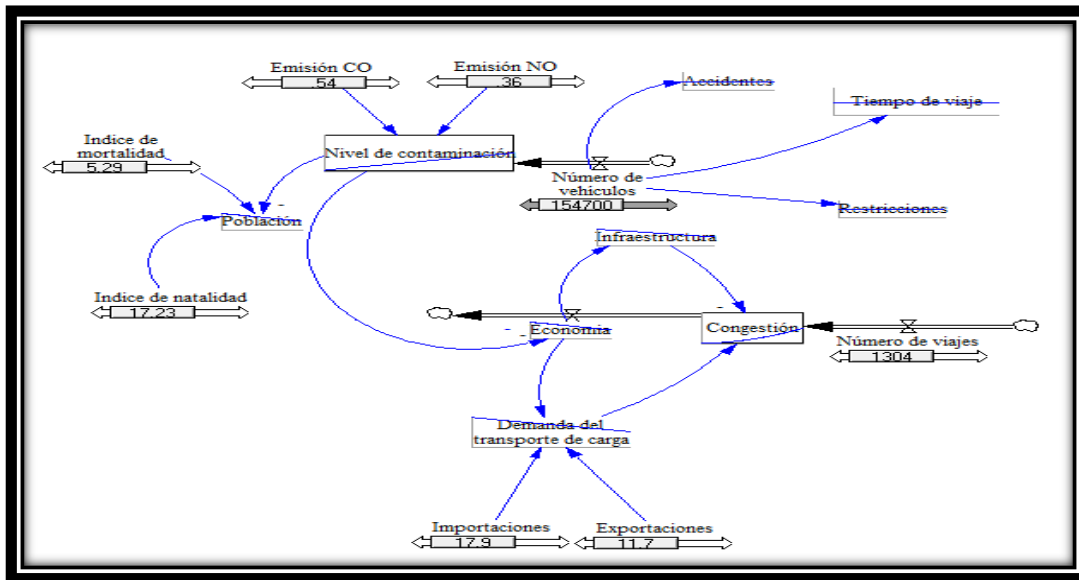 Emisión CO
.54
Emisión NO
.36
Accidentes
Tiempo de viaje
Indice de
mortalidad
5.29
Nivel de contaminación
Número de
vehículos
154700
-
Población
Restricciones
Infraestructura
Indice de natalidad
17.23
-
- -
Economía
Congestión
Número de viajes
1304
Demanda del
transporte de carga
Importaciones
17.9
Exportaciones
11.7